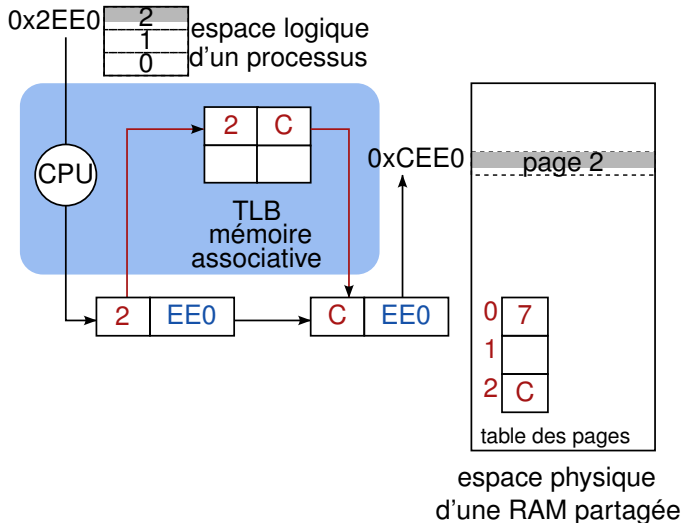 0x2EE0
2
1
0
espace logique
d'un processus
CPU
2 C
TLB
mémoire
associative
0xCEE0
page 2
2 EE0
C EE0
0 7
1
2 C
table des pages
espace physique
d'une RAM partagée